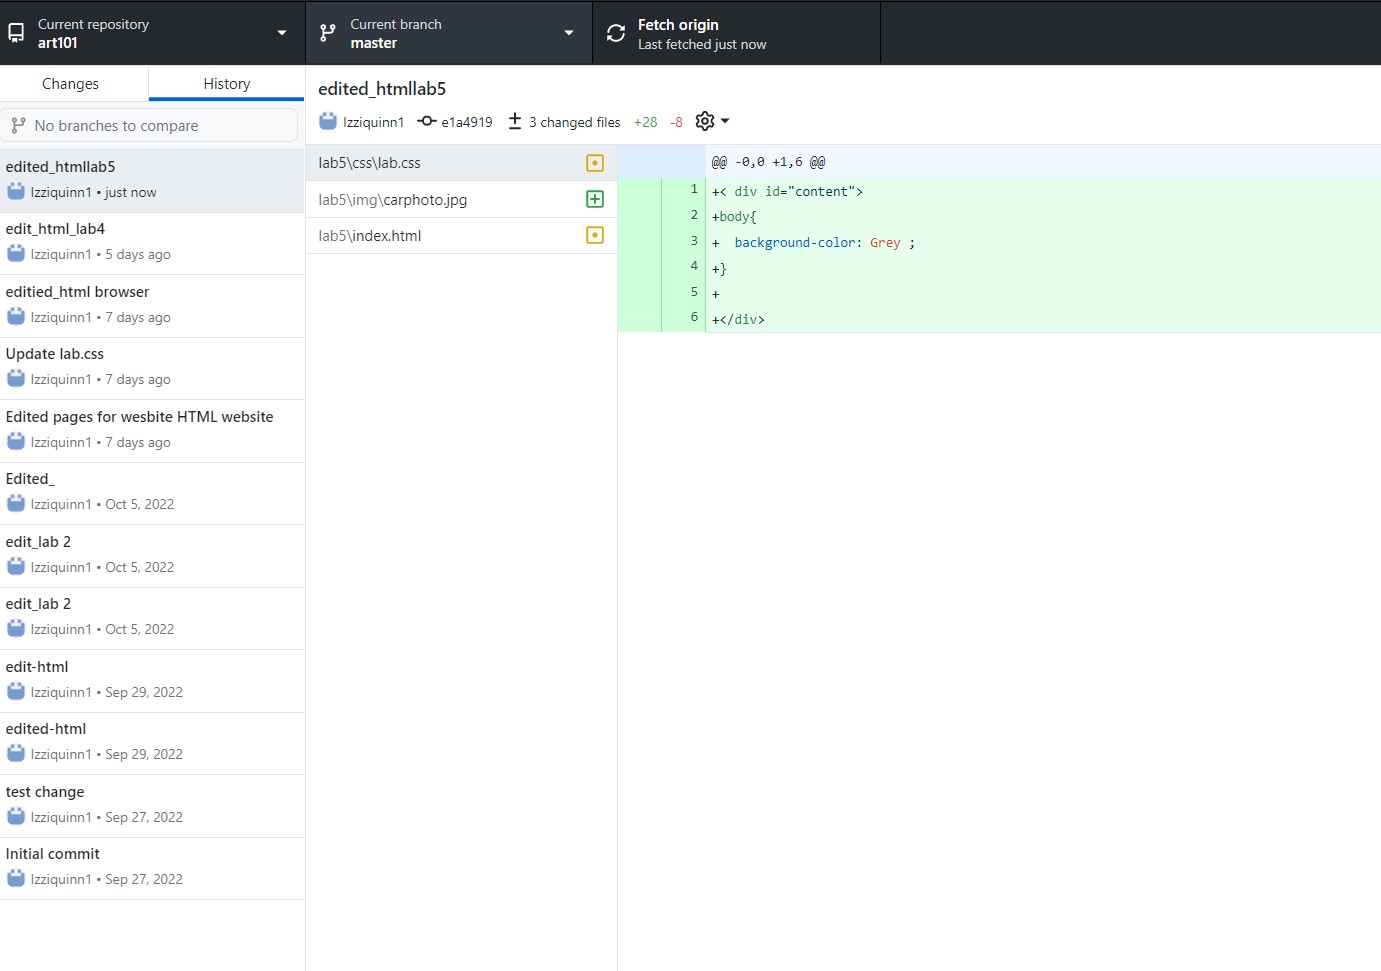 Current repository
art101
Current branch
master
Fetch origin
Last fetched just now
Changes
History
No branches to compare
edited_htmllab5
Izziquinn1 • just now
edit_html_lab4
Izziquinn1 • 5 days ago
editied_html browser
Izziquinn1 • 7 days ago
Update lab.css
Izziquinn1 • 7 days ago
Edited pages for wesbite HTML website
Izziquinn1 • 7 days ago
Edited_
Izziquinn1 • Oct 5, 2022
edit_lab 2
Izziquinn1 • Oct 5, 2022
edit_lab 2
Izziquinn1 • Oct 5, 2022
edit-html
Izziquinn1 • Sep 29, 2022
edited-html
Izziquinn1 • Sep 29, 2022
test change
Izziquinn1 • Sep 27, 2022
Initial commit
Izziquinn1 • Sep 27, 2022
edited_htmllab5
Izziquinn1 e1a4919 3 changed files +28 -8
lab5\css\lab.css
lab5\img\carphoto.jpg
lab5\index.html
@@ -0,0 +1,6 @@
1 +< div id="content">
2 +body{
3 +  background-color: Grey ;
4 +}
5 +
6 +</div>